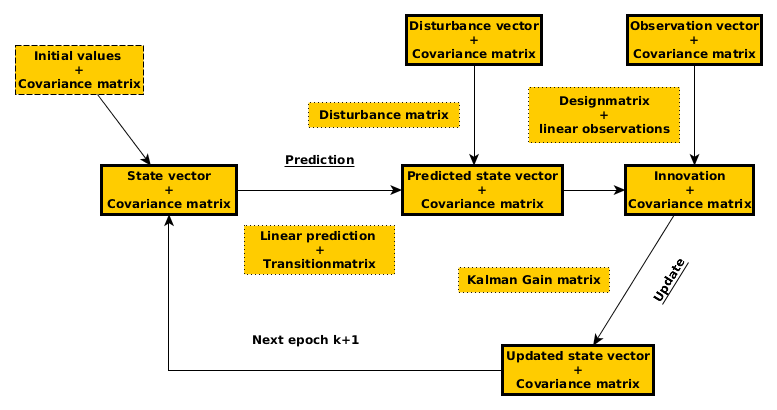 Disturbance vector
+
Covariance matrix
Observation vector
+
Covariance matrix
Initial values
+
Covariance matrix
Disturbance matrix
Designmatrix
+
linear observations
Prediction
State vector
+
Covariance matrix
Predicted state vector
+
Covariance matrix
Innovation
+
Covariance matrix
Linear prediction
+
Transitionmatrix
Kalman Gain matrix
Update
Next epoch k+1
Updated state vector
+
Covariance matrix